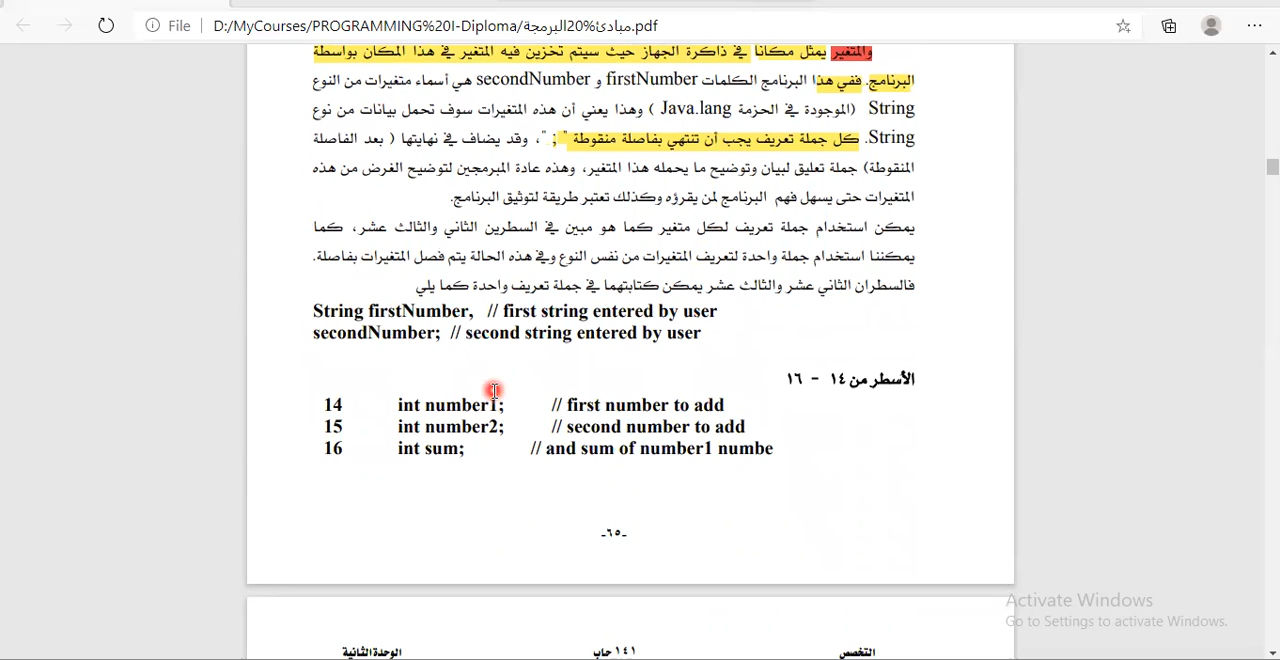 File D:/MyCourses/PROGRAMMING%20I-Diploma/مبادئ%20البرمجة.pdf
والمتغير يمثل مكانا في ذاكرة الجهاز حيث سيتم تخزين فيه المتغير في هذا المكان بواسطة
البرنامج. ففي هذا البرنامج الكلمات firstNumber و secondNumber هي أسماء متغيرات من النوع
String (الموجودة في الحزمة Java.lang ) وهذا يعني أن هذه المتغيرات سوف تحمل بيانات من نوع
String. كل جملة تعريف يجب أن تنتهي بفاصلة منقوطة " ; "، وقد يضاف في نهايتها ( بعد الفاصلة
المنقوطة) جملة تعليق لبيان وتوضيح ما يحمله هذا المتغير، وهذه عادة المبرمجين لتوضيح الغرض من هذه
المتغيرات حتى يسهل فهم البرنامج لمن يقرؤه وكذلك تعتبر طريقة لتوثيق البرنامج.
يمكن استخدام جملة تعريف لكل متغير كما هو مبين في السطرين الثاني والثالث عشر، كما
يمكننا استخدام جملة واحدة لتعريف المتغيرات من نفس النوع وفي هذه الحالة يتم فصل المتغيرات بفاصلة.
فالسطران الثاني عشر والثالث عشر يمكن كتابتهما في جملة تعريف واحدة كما يلي
String firstNumber, // first string entered by user
secondNumber; // second string entered by user
الأسطر من ١٤ - ١٦
14 int number1; // first number to add
15 int number2; // second number to add
16 int sum; // and sum of number1 numbe
-٦٥-
Activate Windows
Go to Settings to activate Windows.
التخصص ١٤١ حاب الوحدة الثانية